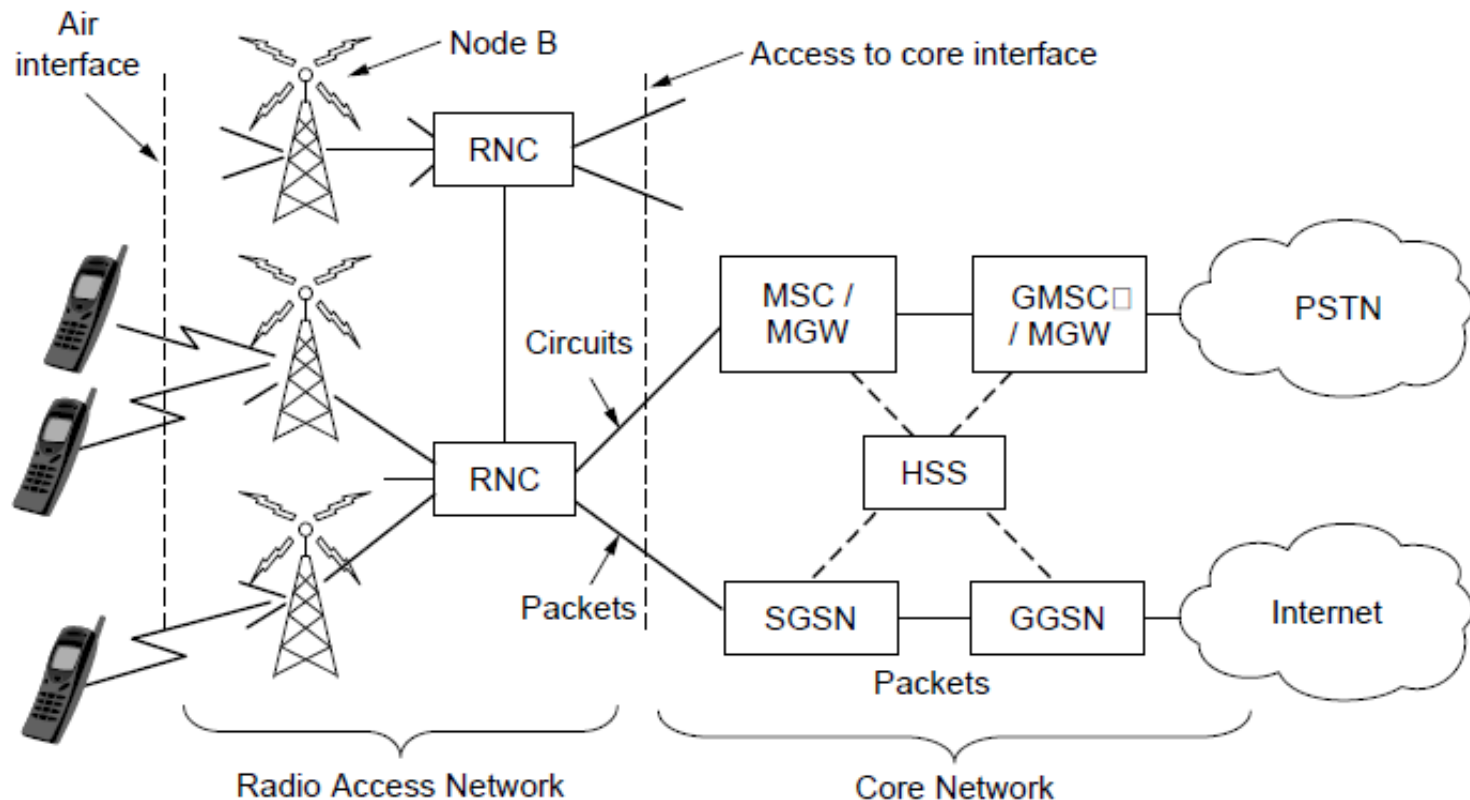 Air
interface
Node B
Access to core interface
RNC
MSC /
MGW
GMSC□
/ MGW
PSTN
Circuits
RNC
HSS
Packets
SGSN
GGSN
Internet
Packets
Radio Access Network
Core Network